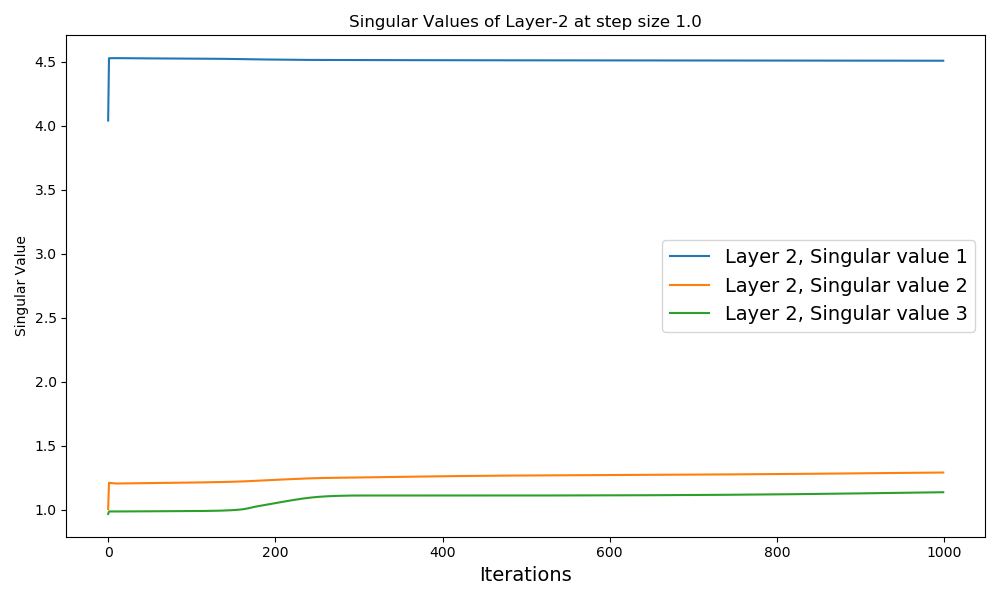 Singular Values of Layer-2 at step size 1.0
4.5
4.0
3.5
3.0
2.5
2.0
1.5
1.0
Singular Value
Layer 2, Singular value 1
Layer 2, Singular value 2
Layer 2, Singular value 3
0 200 400 600 800 1000
Iterations